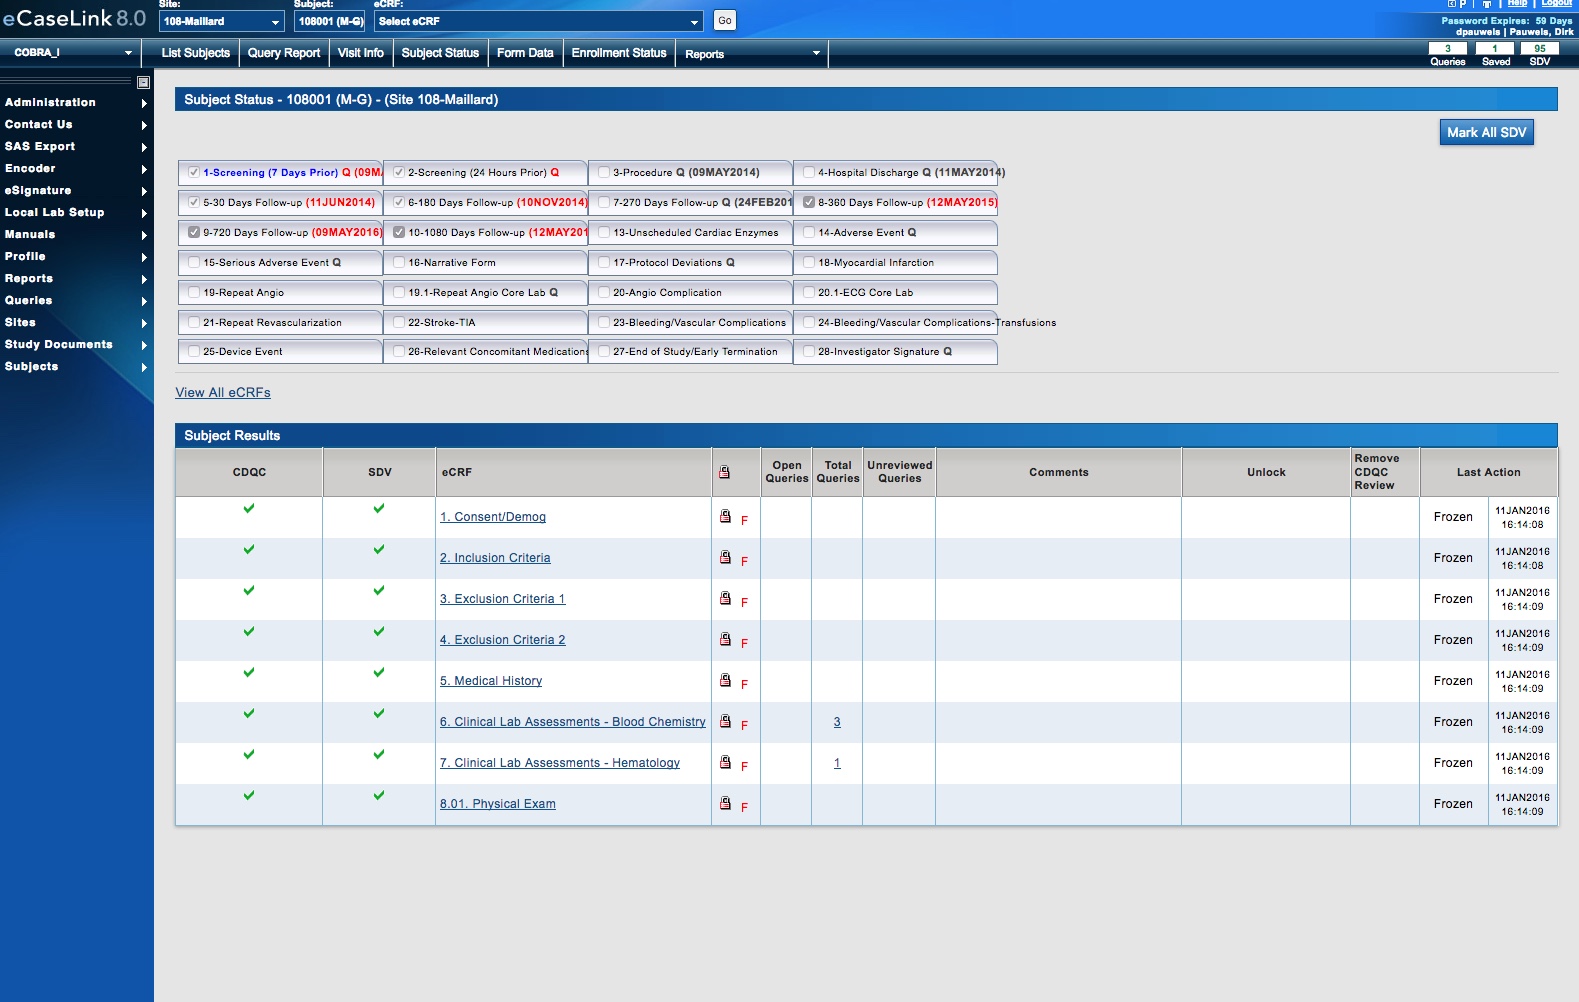 eCaseLink 8.0
Site:
108-Maillard
Subject:
108001 (M-G)
eCRF:
Select eCRF
Go
Help
Logout
Password Expires: 59 Days
dpauwels | Pauwels, Dirk
COBRA_I
List Subjects
Query Report
Visit Info
Subject Status
Form Data
Enrollment Status
Reports
3
Queries
1
Saved
95
SDV
Administration
Contact Us
SAS Export
Encoder
eSignature
Local Lab Setup
Manuals
Profile
Reports
Queries
Sites
Study Documents
Subjects
Subject Status - 108001 (M-G) - (Site 108-Maillard)
Mark All SDV
1-Screening (7 Days Prior) Q (09MA
2-Screening (24 Hours Prior) Q
3-Procedure Q (09MAY2014)
4-Hospital Discharge Q (11MAY2014)
5-30 Days Follow-up (11JUN2014)
6-180 Days Follow-up (10NOV2014)
7-270 Days Follow-up Q (24FEB201
8-360 Days Follow-up (12MAY2015)
9-720 Days Follow-up (09MAY2016)
10-1080 Days Follow-up (12MAY201
13-Unscheduled Cardiac Enzymes
14-Adverse Event Q
15-Serious Adverse Event Q
16-Narrative Form
17-Protocol Deviations Q
18-Myocardial Infarction
19-Repeat Angio
19.1-Repeat Angio Core Lab Q
20-Angio Complication
20.1-ECG Core Lab
21-Repeat Revascularization
22-Stroke-TIA
23-Bleeding/Vascular Complications
24-Bleeding/Vascular Complications-Transfusions
25-Device Event
26-Relevant Concomitant Medications
27-End of Study/Early Termination
28-Investigator Signature Q
View All eCRFs
Subject Results
CDQC
SDV
eCRF
Open Queries
Total Queries
Unreviewed Queries
Comments
Unlock
Remove CDQC Review
Last Action
1. Consent/Demog F Frozen 11JAN2016 16:14:08
2. Inclusion Criteria F Frozen 11JAN2016 16:14:08
3. Exclusion Criteria 1 F Frozen 11JAN2016 16:14:09
4. Exclusion Criteria 2 F Frozen 11JAN2016 16:14:09
5. Medical History F Frozen 11JAN2016 16:14:09
6. Clinical Lab Assessments - Blood Chemistry F 3 Frozen 11JAN2016 16:14:09
7. Clinical Lab Assessments - Hematology F 1 Frozen 11JAN2016 16:14:09
8.01. Physical Exam F Frozen 11JAN2016 16:14:09